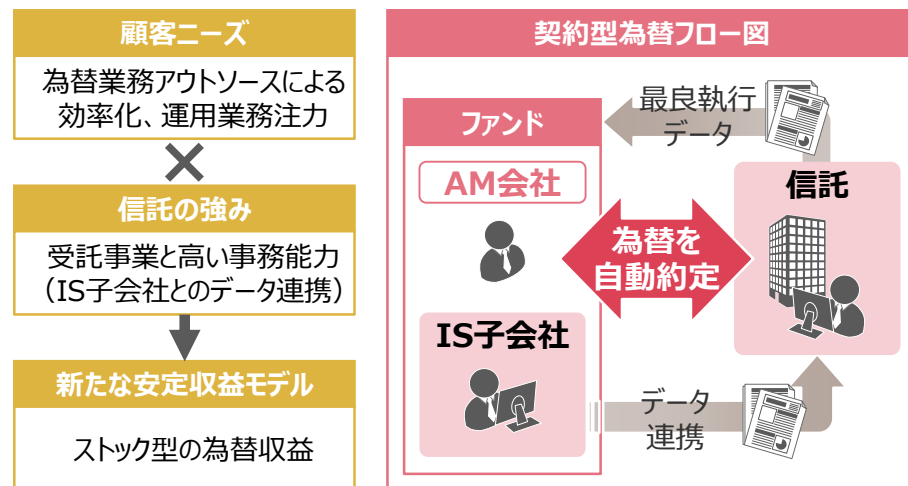 顧客ニーズ
為替業務アウトソースによる
効率化、運用業務注力
信託の強み
受託事業と高い事務能力
（IS子会社とのデータ連携）
新たな安定収益モデル
ストック型の為替収益
契約型為替フロー図
最良執行
データ
ファンド
AM会社
信託
為替を
自動約定
IS子会社
データ
連携